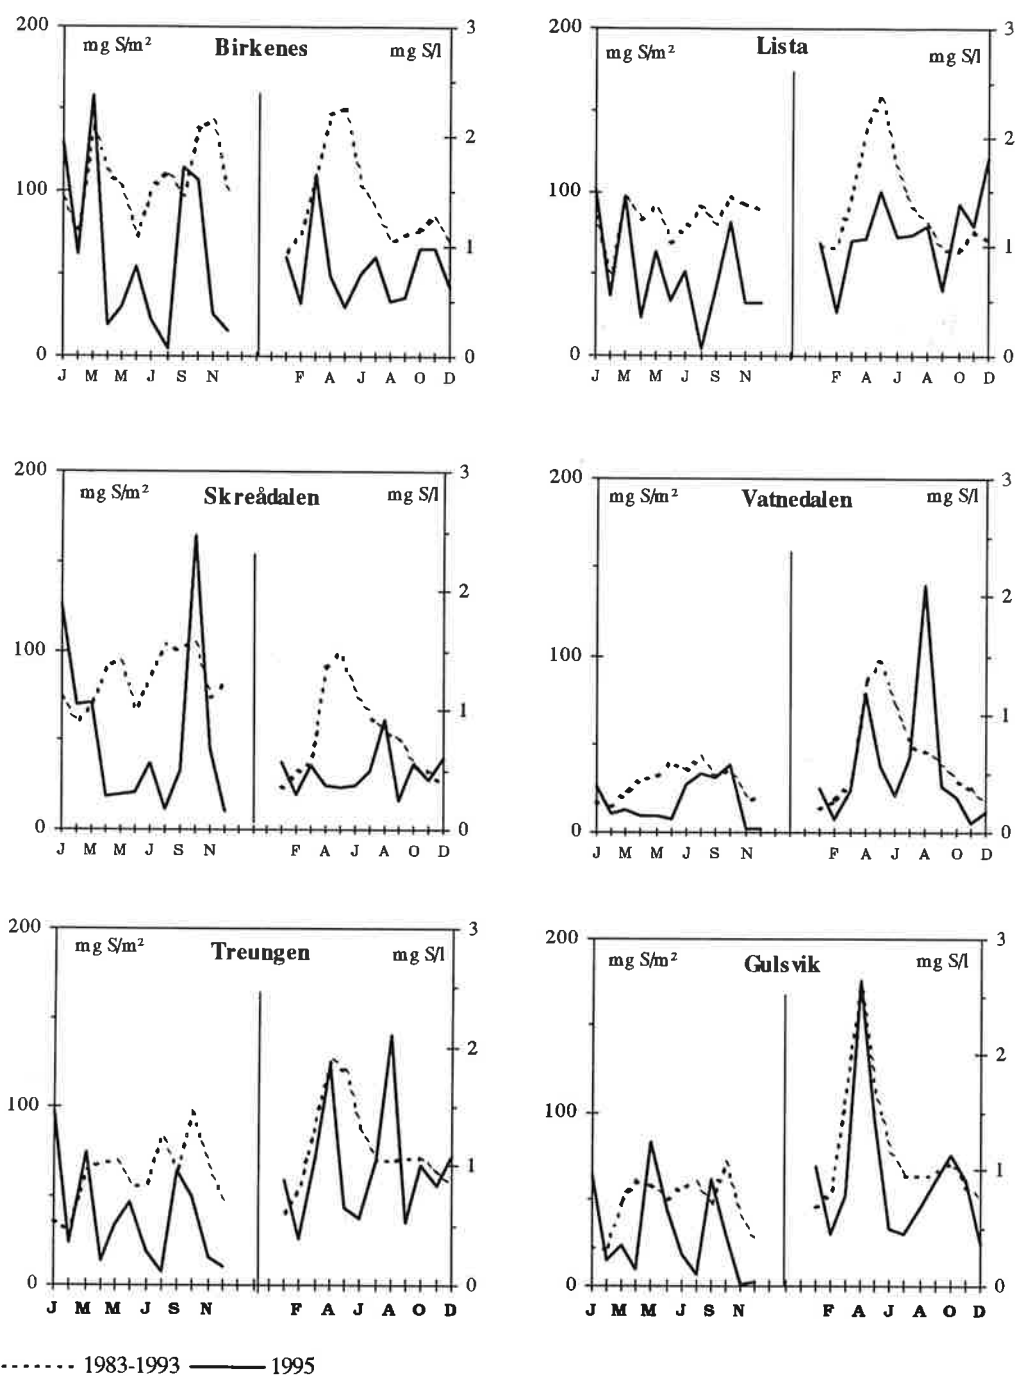 200 3 200 3
mg S/m² Birkenes mg S/l mg S/m² Lista mg S/l
2 2
100 100
1 1
0 0 0 0
J M M J S N F A J A O D J M M J S N F A J A O D
200 3 200 3
mg S/m² Skreådalen mg S/l mg S/m² Vatnedalen mg S/l
2 2
100 100
1 1
0 0 0 0
J M M J S N F A J A O D J M M J S N F A J A O D
200 3 200 3
mg S/m² Treungen mg S/l mg S/m² Gulsvik mg S/l
2 2
100 100
1 1
0 0 0 0
J M M J S N F A J A O D J M M J S N F A J A O D
1983-1993 1995